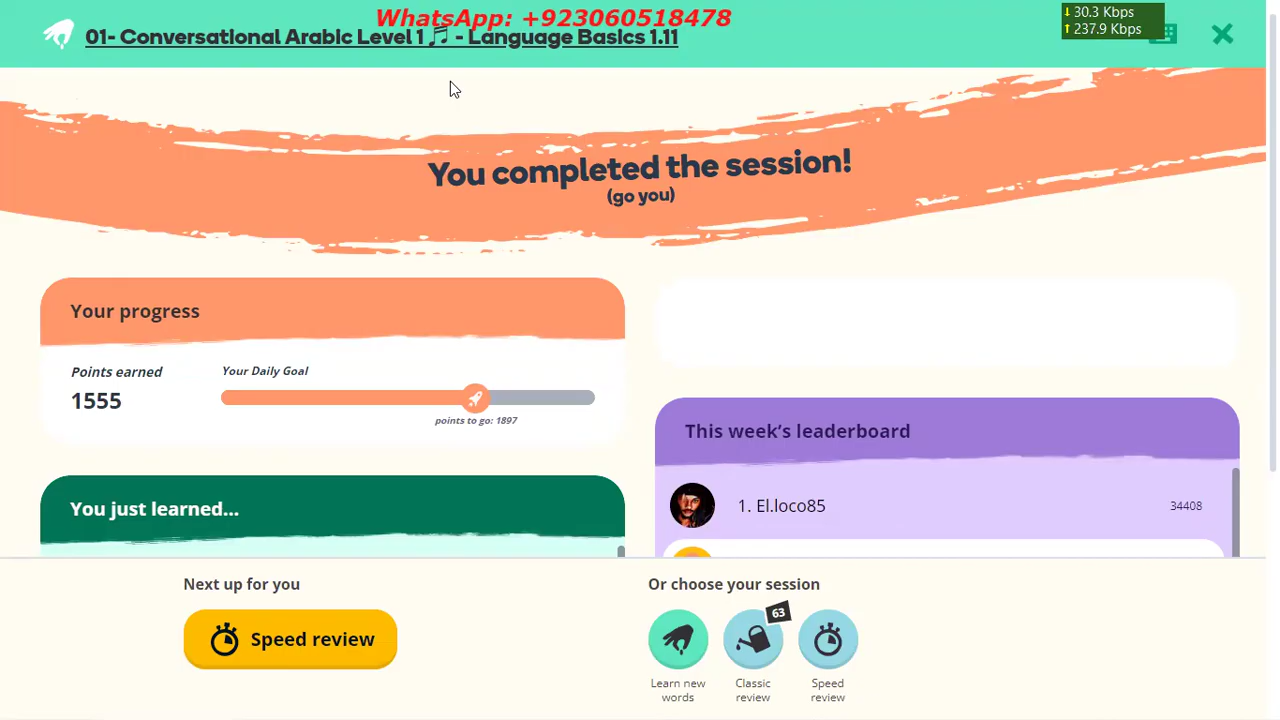 WhatsApp: +923060518478
01- Conversational Arabic Level 1 🎵 - Language Basics 1.11
30.3 Kbps
237.9 Kbps
You completed the session!
(go you)
Your progress
Points earned
1555
Your Daily Goal
points to go: 1897
This week’s leaderboard
1. El.loco85
34408
You just learned...
Next up for you
Speed review
Or choose your session
63
Learn new
words
Classic
review
Speed
review